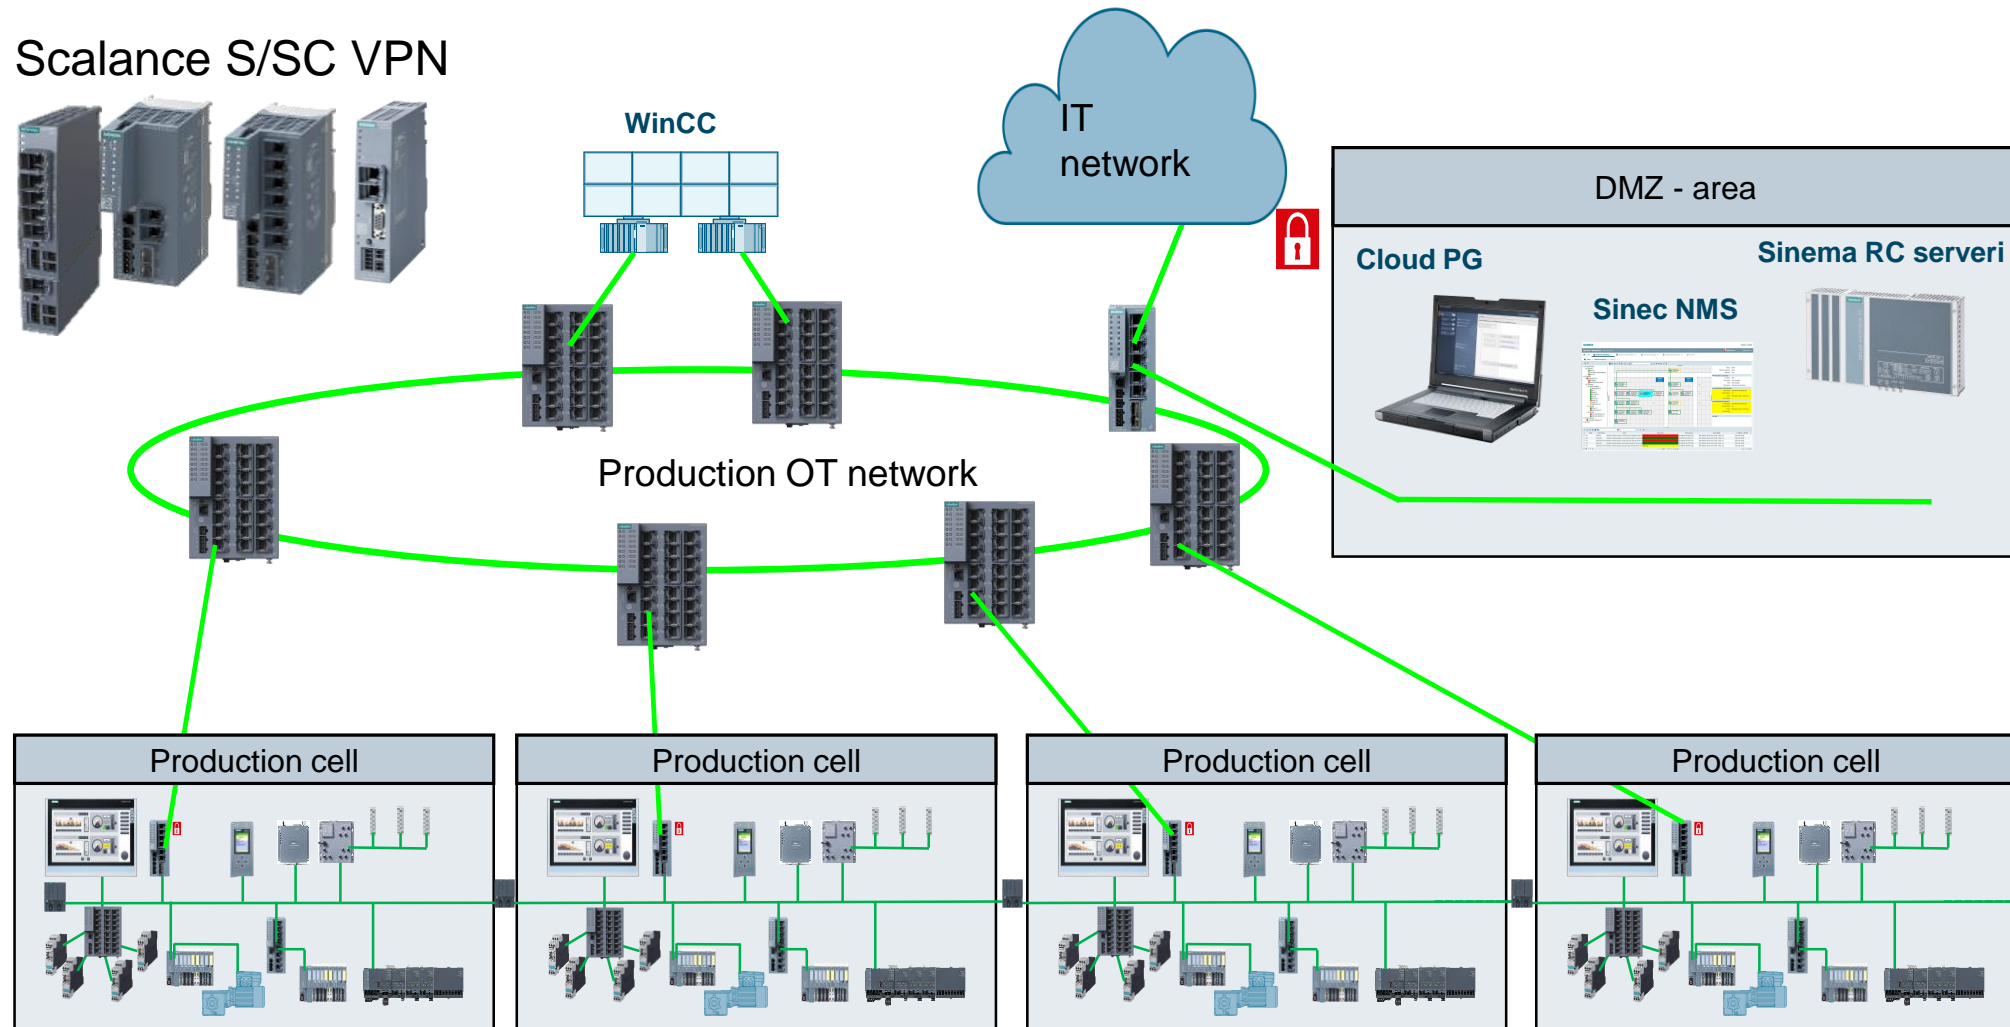 Scalance S/SC VPN
WinCC
IT
network
DMZ - area
Cloud PG
Sinec NMS
Sinema RC serveri
Production OT network
Production cell
Production cell
Production cell
Production cell